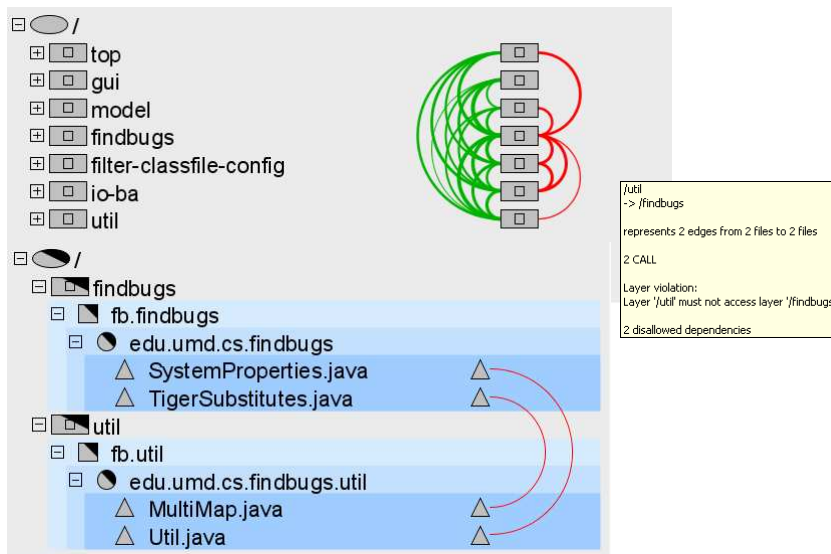 /
top
gui
model
findbugs
filter-classfile-config
io-ba
util
/util
-> /findbugs
represents 2 edges from 2 files to 2 files
2 CALL
Layer violation:
Layer '/util' must not access layer '/findbugs
2 disallowed dependencies
/
findbugs
fb.findbugs
edu.umd.cs.findbugs
SystemProperties.java
TigerSubstitutes.java
util
fb.util
edu.umd.cs.findbugs.util
MultiMap.java
Util.java